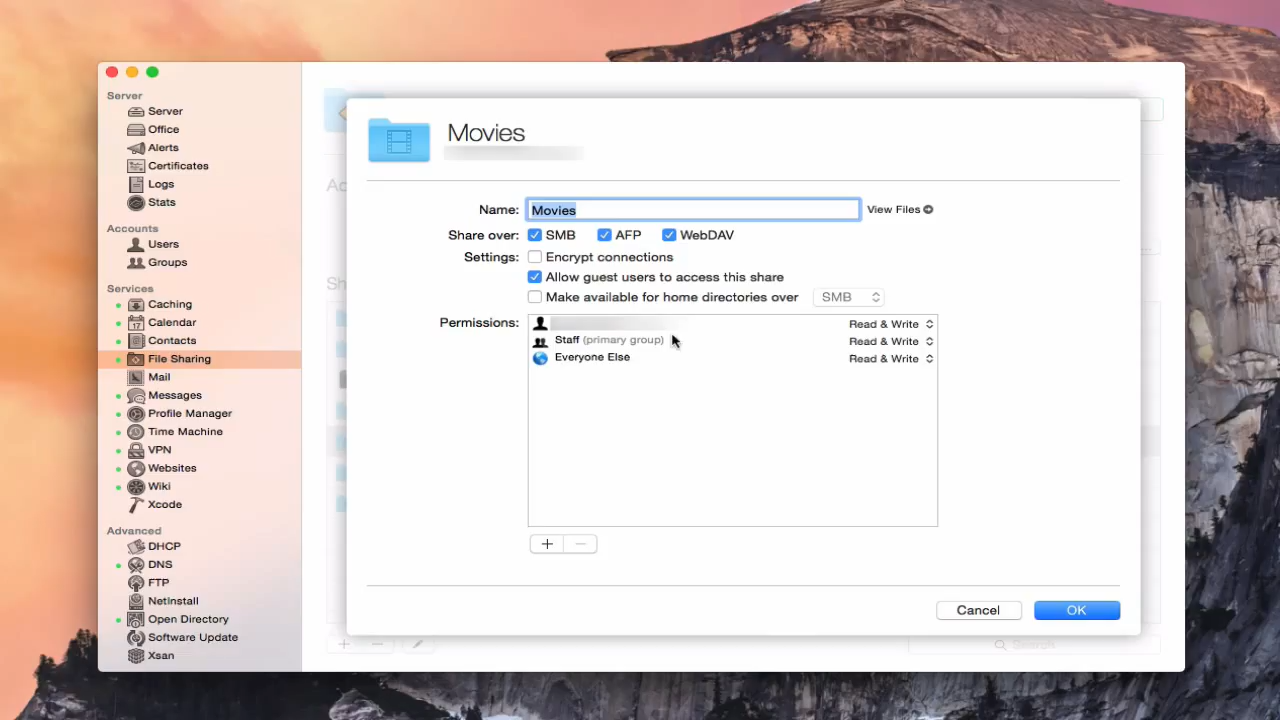 Server
Server
Office
Alerts
Certificates
Logs
Stats
Accounts
Users
Groups
Services
Caching
Calendar
Contacts
File Sharing
Mail
Messages
Profile Manager
Time Machine
VPN
Websites
Wiki
Xcode
Advanced
DHCP
DNS
FTP
NetInstall
Open Directory
Software Update
Xsan
Movies
Name: Movies View Files
Share over: SMB AFP WebDAV
Settings: Encrypt connections
Allow guest users to access this share
Make available for home directories over SMB
Permissions: Read & Write
Staff (primary group) Read & Write
Everyone Else Read & Write
+ −
Cancel OK
Search